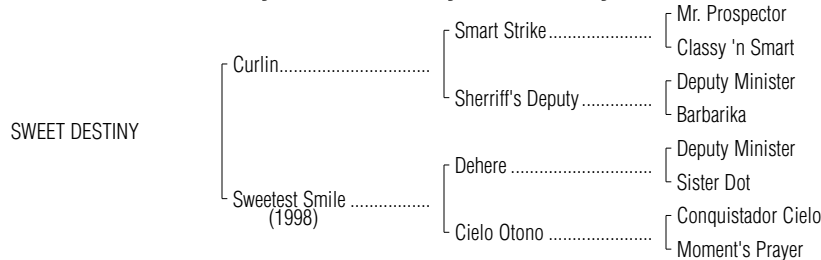 Mr. Prospector
Smart Strike
Classy 'n Smart
Curlin
Deputy Minister
Sherriff's Deputy
Barbarika
SWEET DESTINY
Deputy Minister
Dehere
Sister Dot
Sweetest Smile
(1998)
Conquistador Cielo
Cielo Otono
Moment's Prayer